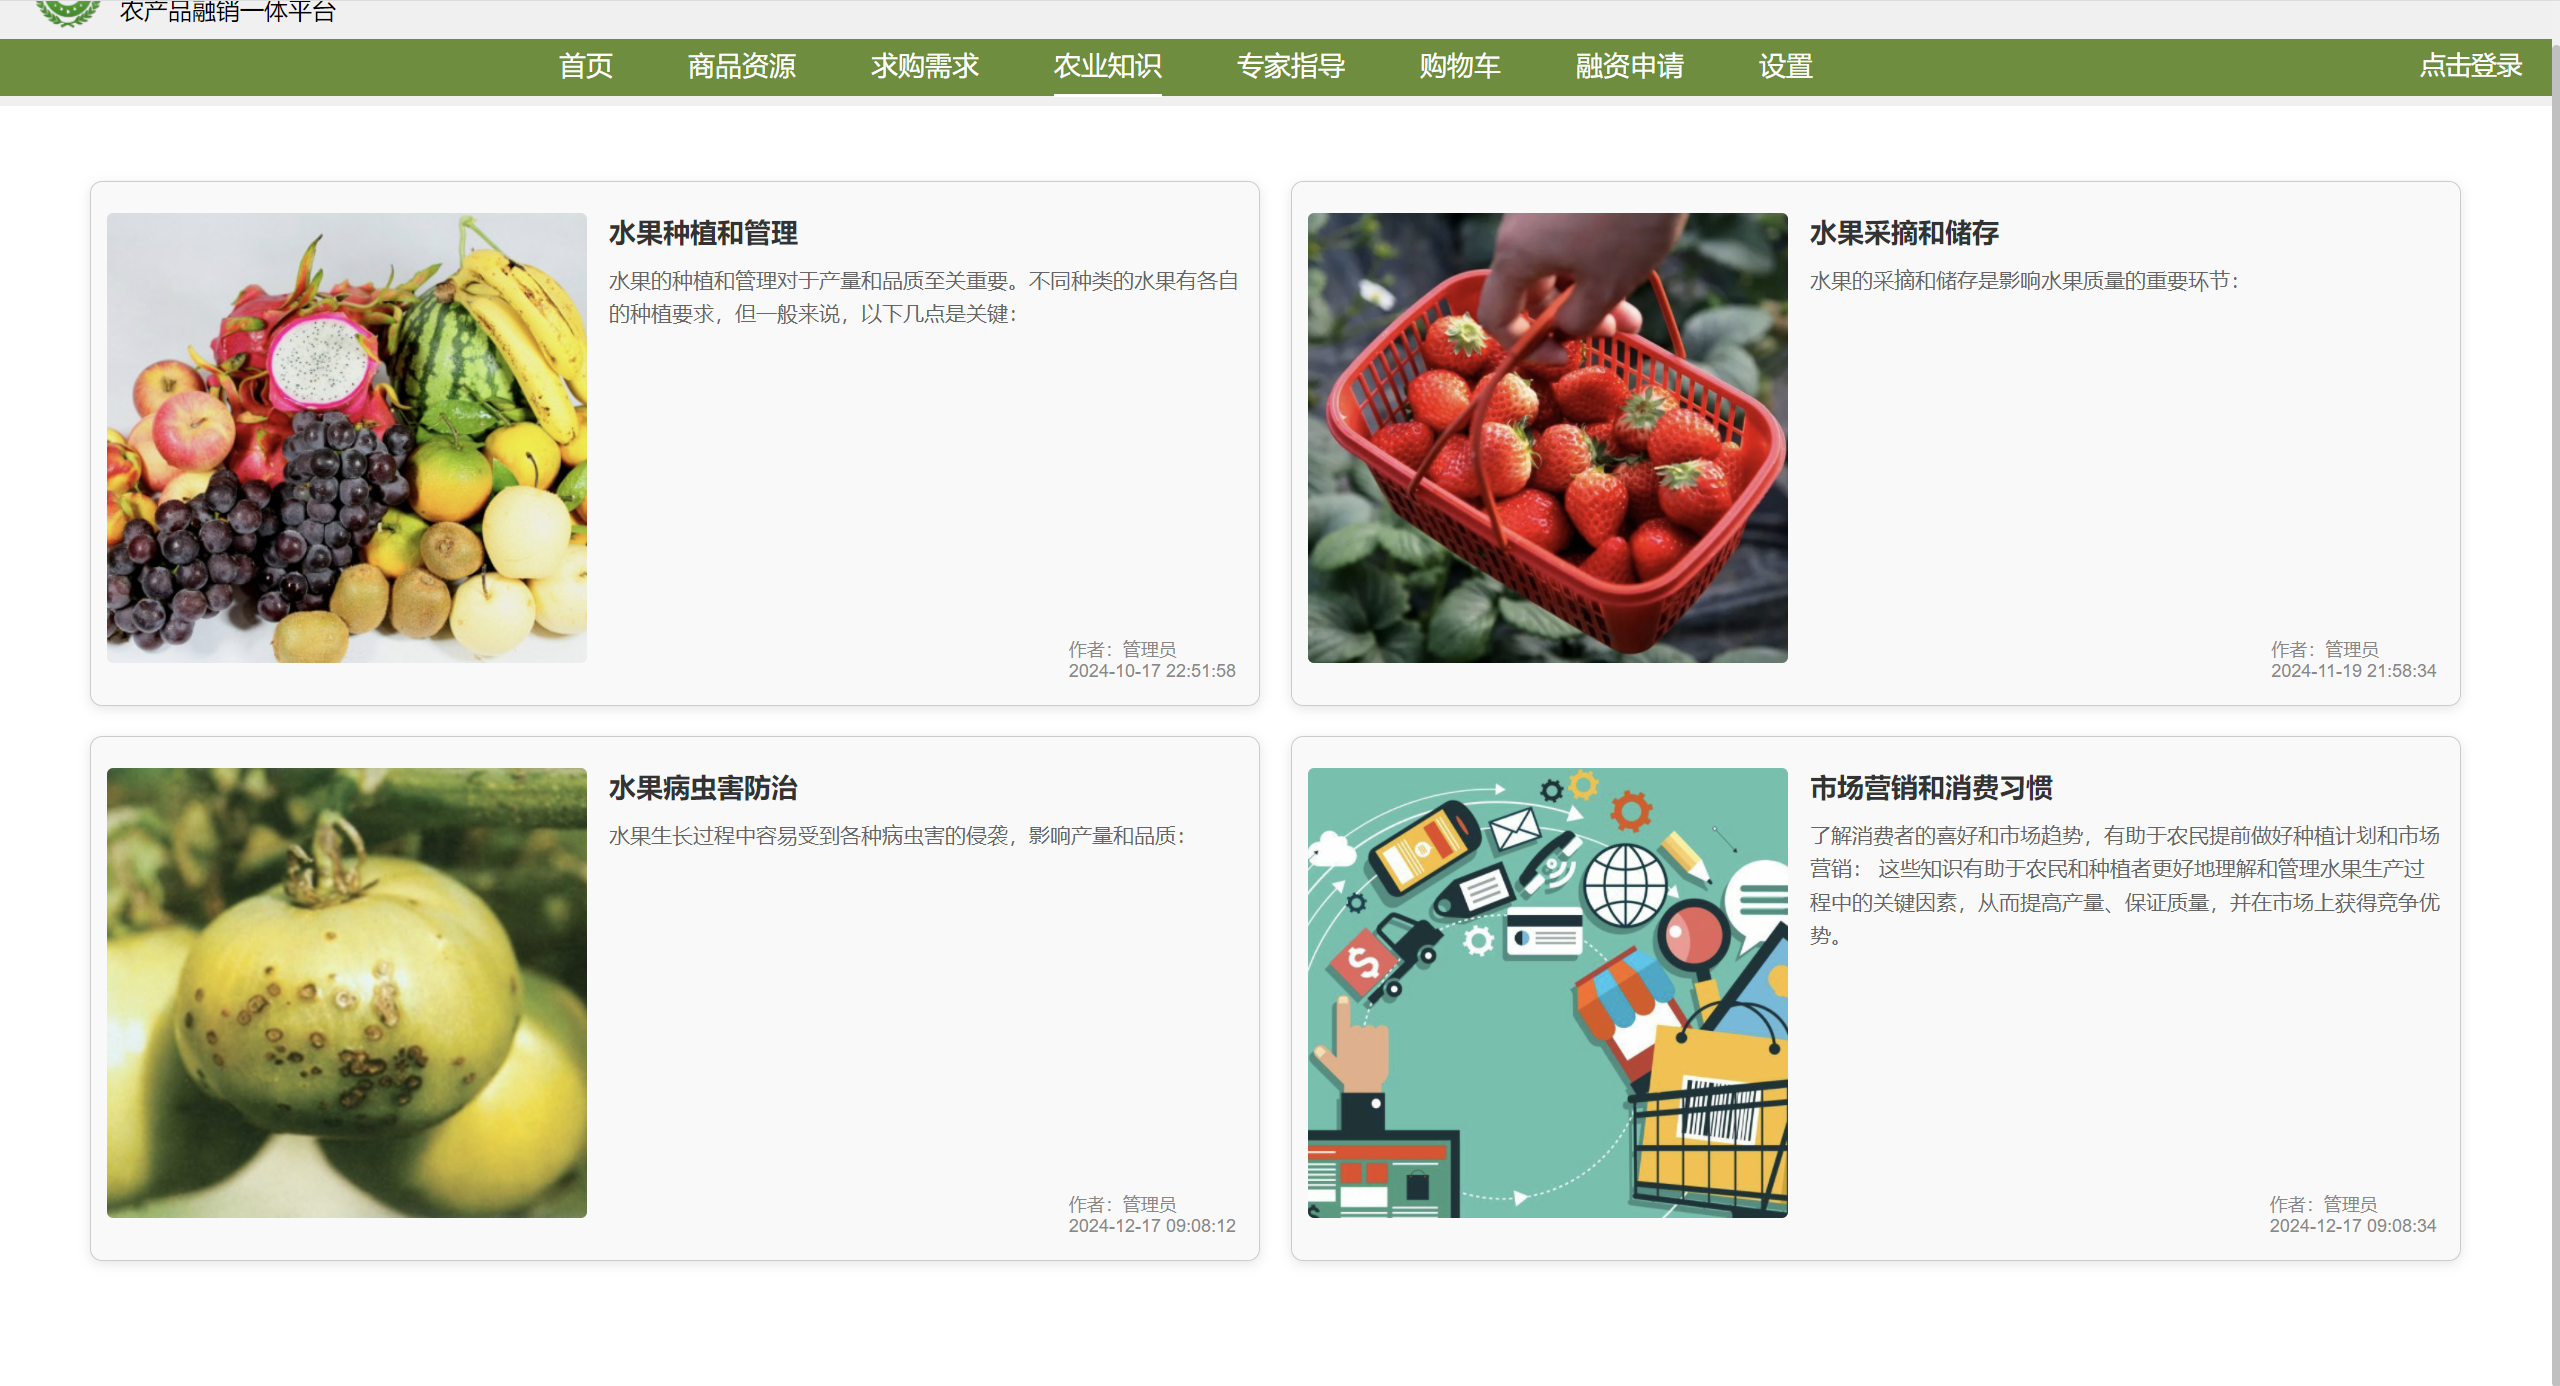 农产品融销一体平台
首页 商品资源 求购需求 农业知识 专家指导 购物车 融资申请 设置 点击登录
水果种植和管理
水果的种植和管理对于产量和品质至关重要。不同种类的水果有各自
的种植要求，但一般来说，以下几点是关键：
作者：管理员
2024-10-17 22:51:58
水果采摘和储存
水果的采摘和储存是影响水果质量的重要环节：
作者：管理员
2024-11-19 21:58:34
水果病虫害防治
水果生长过程中容易受到各种病虫害的侵袭，影响产量和品质：
作者：管理员
2024-12-17 09:08:12
$
市场营销和消费习惯
了解消费者的喜好和市场趋势，有助于农民提前做好种植计划和市场
营销： 这些知识有助于农民和种植者更好地理解和管理水果生产过
程中的关键因素，从而提高产量、保证质量，并在市场上获得竞争优
势。
作者：管理员
2024-12-17 09:08:34